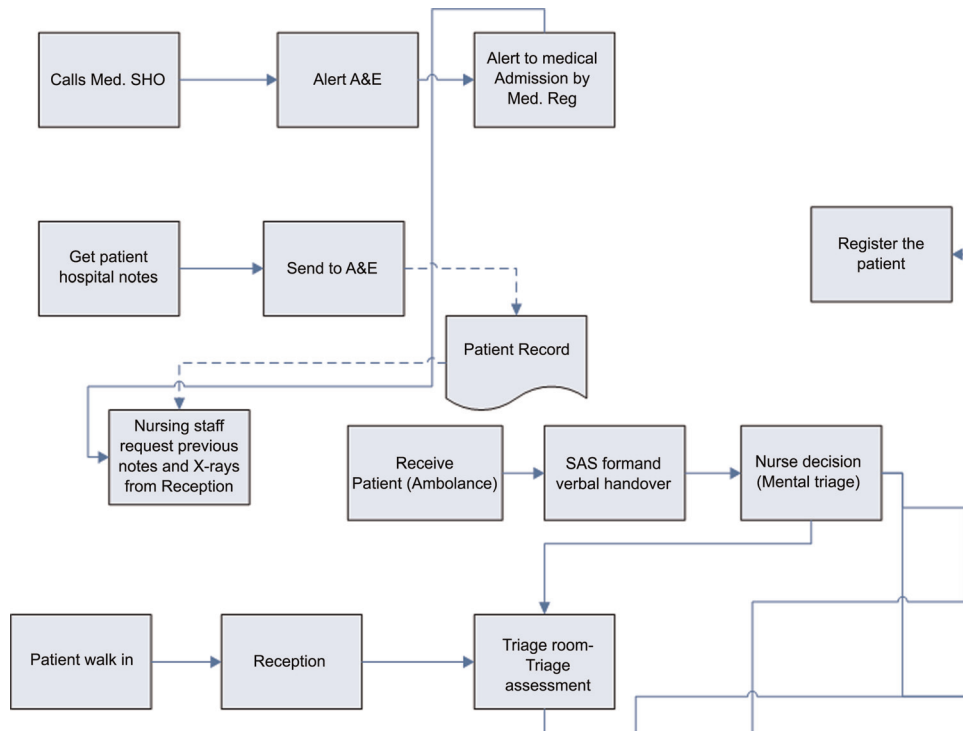 Calls Med. SHO
Alert A&E
Alert to medical
Admission by
Med. Reg
Get patient
hospital notes
Send to A&E
Register the
patient
Patient Record
Nursing staff
request previous
notes and X-rays
from Reception
Receive
Patient (Ambolance)
SAS formand
verbal handover
Nurse decision
(Mental triage)
Patient walk in
Reception
Triage room-
Triage
assessment